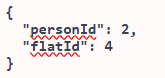 {
"personId": 2,
"flatId": 4
}